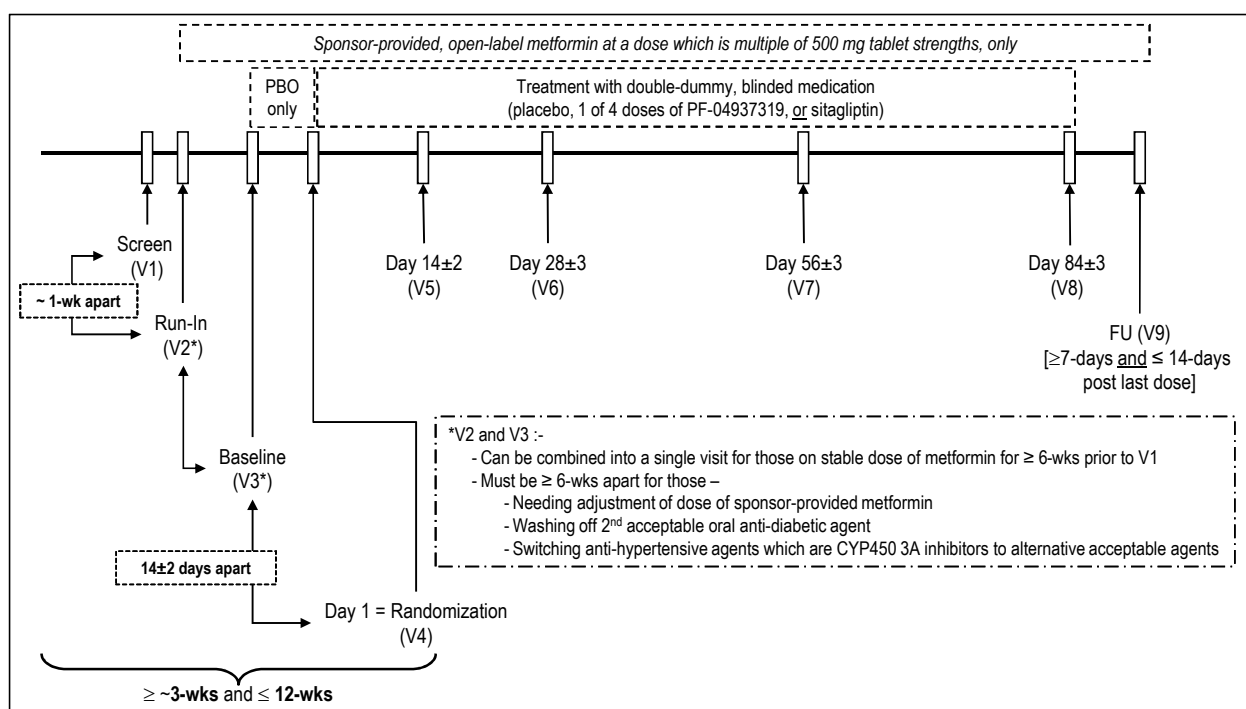 Sponsor-provided, open-label metformin at a dose which is multiple of 500 mg tablet strengths, only
PBO
only
Treatment with double-dummy, blinded medication
(placebo, 1 of 4 doses of PF-04937319, or sitagliptin)
Screen
(V1)
~ 1-wk apart
Run-In
(V2*)
Baseline
(V3*)
14±2 days apart
Day 1 = Randomization
(V4)
≥ ~3-wks and ≤ 12-wks
Day 14±2
(V5)
Day 28±3
(V6)
Day 56±3
(V7)
Day 84±3
(V8)
FU (V9)
[≥7-days and ≤ 14-days
post last dose]
*V2 and V3 :-
- Can be combined into a single visit for those on stable dose of metformin for ≥ 6-wks prior to V1
- Must be ≥ 6-wks apart for those –
- Needing adjustment of dose of sponsor-provided metformin
- Washing off 2nd acceptable oral anti-diabetic agent
- Switching anti-hypertensive agents which are CYP450 3A inhibitors to alternative acceptable agents